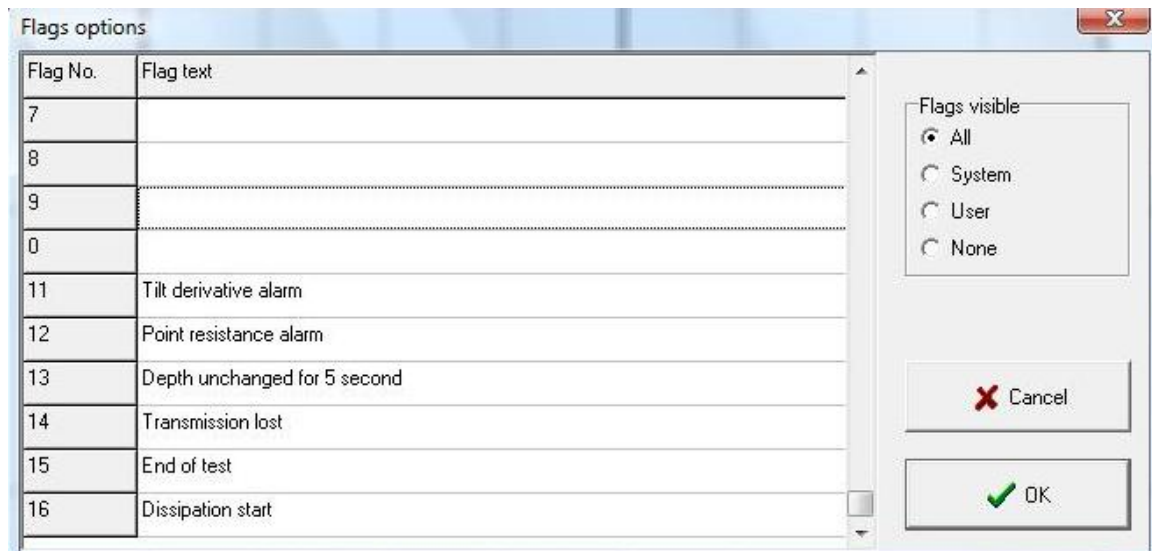 Flags options
Flag No. Flag text
7
8
9
0
11 Tilt derivative alarm
12 Point resistance alarm
13 Depth unchanged for 5 second
14 Transmission lost
15 End of test
16 Dissipation start
Flags visible
All
System
User
None
Cancel
OK